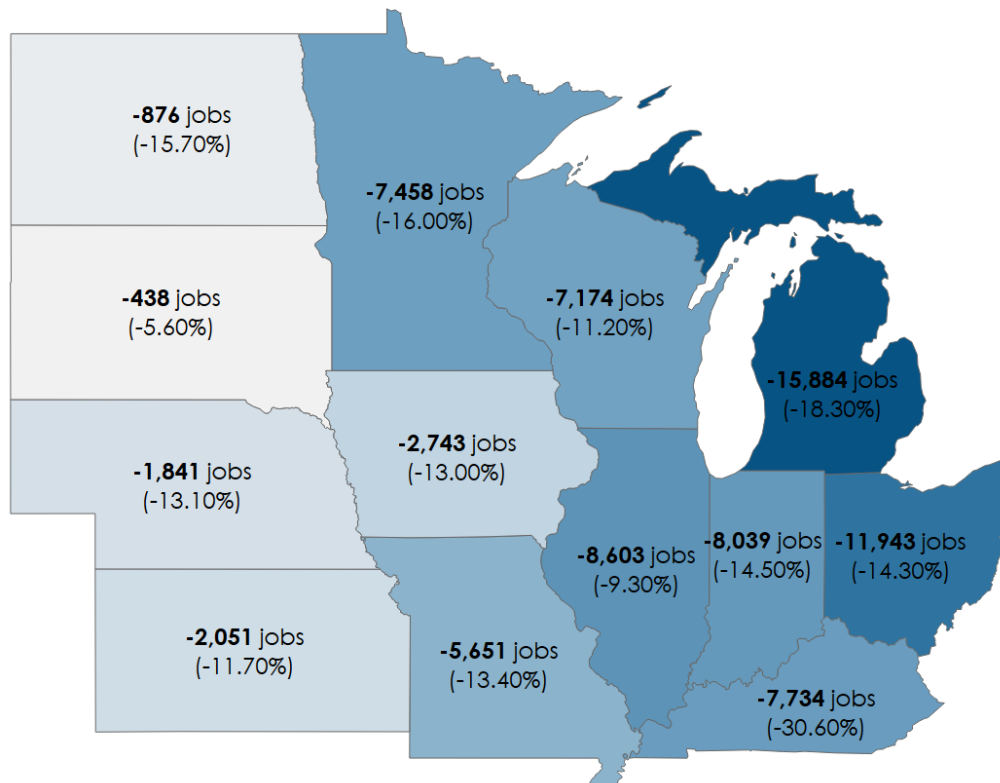 -876 jobs
(-15.70%)
-7,458 jobs
(-16.00%)
-438 jobs
(-5.60%)
-7,174 jobs
(-11.20%)
-15,884 jobs
(-18.30%)
-1,841 jobs
(-13.10%)
-2,743 jobs
(-13.00%)
-8,603 jobs
(-9.30%)
-8,039 jobs
(-14.50%)
-11,943 jobs
(-14.30%)
-2,051 jobs
(-11.70%)
-5,651 jobs
(-13.40%)
-7,734 jobs
(-30.60%)